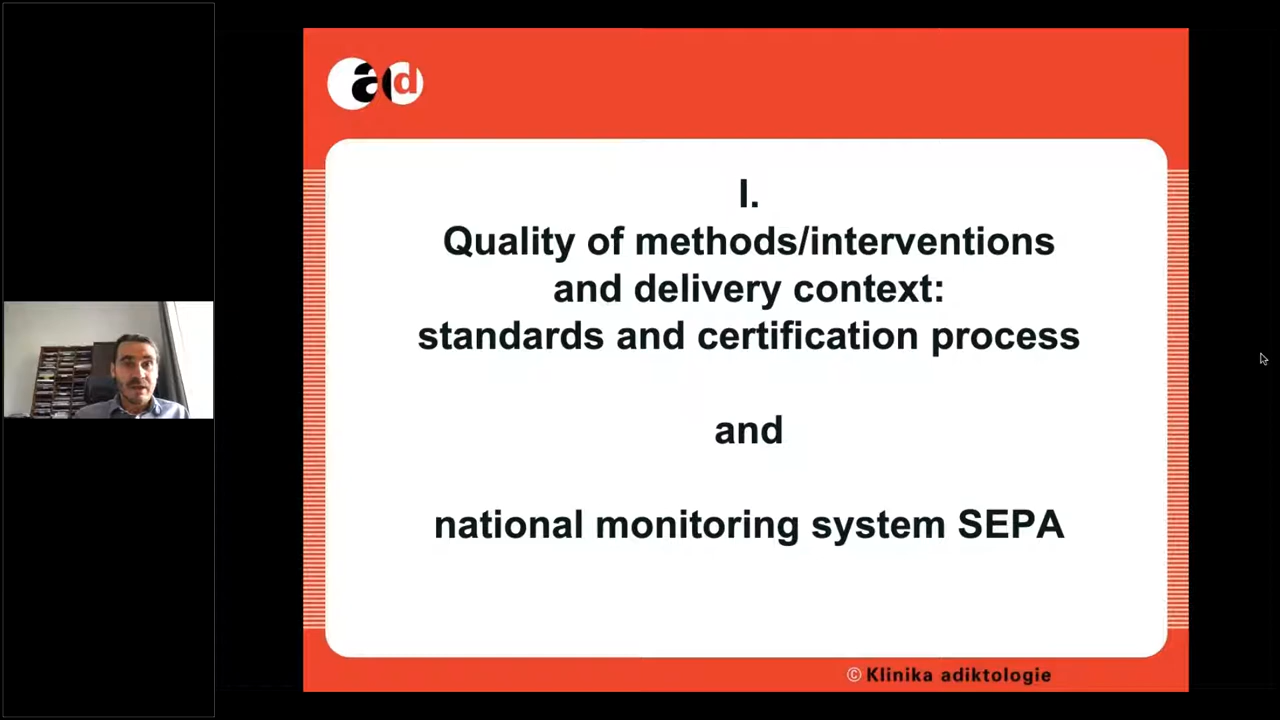 ad
I.
Quality of methods/interventions
and delivery context:
standards and certification process
and
national monitoring system SEPA
© Klinika adiktologie